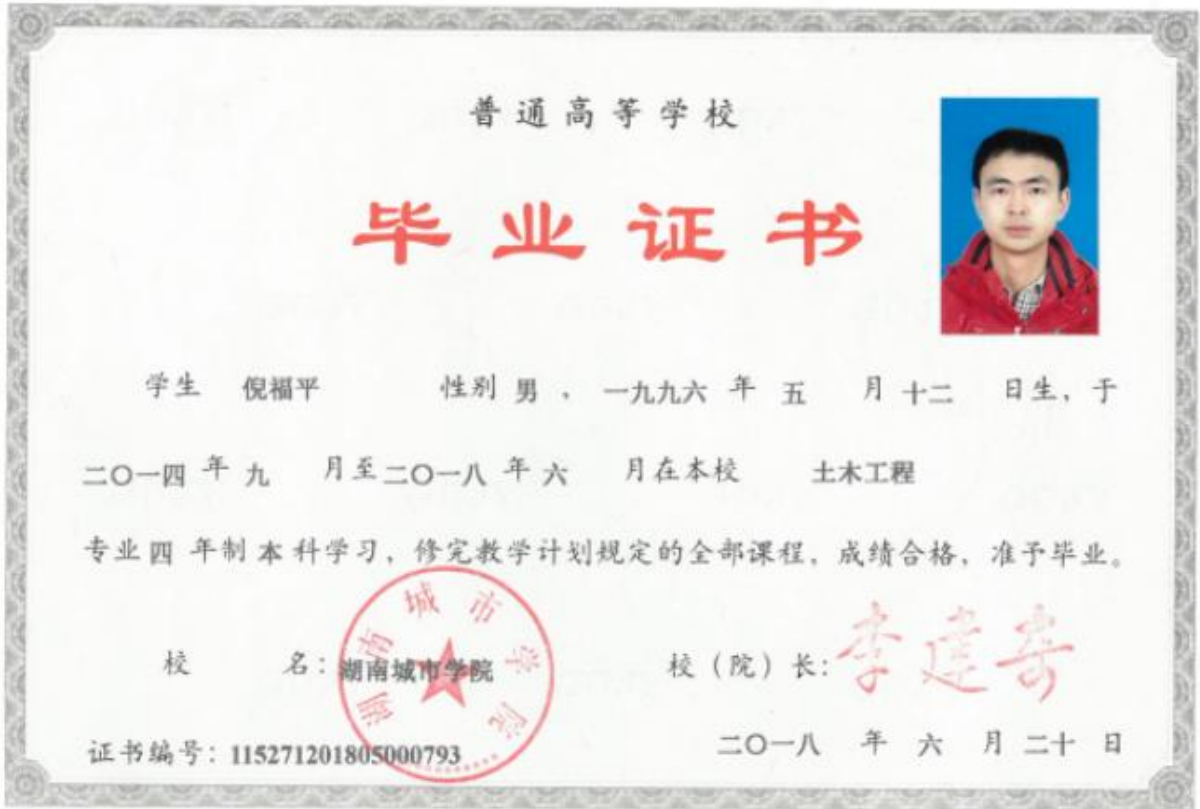 普通高等学校
毕业证书
学生 倪福平 性别 男 ，一九九六 年 五 月 十二 日生，于
二〇一四 年 九 月至 二〇一八 年 六 月在本校 土木工程
专业 四 年制 本 科学习，修完教学计划规定的全部课程，成绩合格，准予毕业。
湖南城市学院
校 名：湖南城市学院 校（院）长：李建奇
证书编号：115271201805000793 二〇一八 年 六 月 二十 日